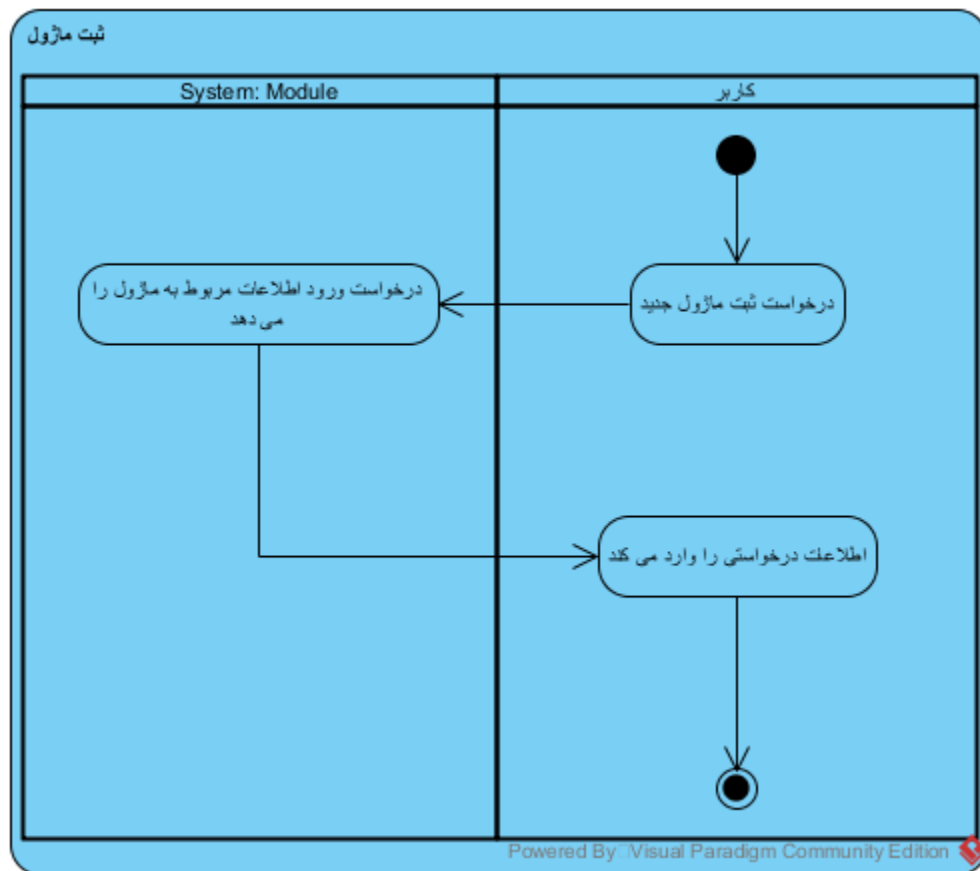 ثبت ماژول
System: Module
کاربر
درخواست ثبت ماژول جدید
درخواست ورود اطلاعات مربوط به ماژول را
می دهد
اطلاعات درخواستی را وارد می کند
Powered By Visual Paradigm Community Edition